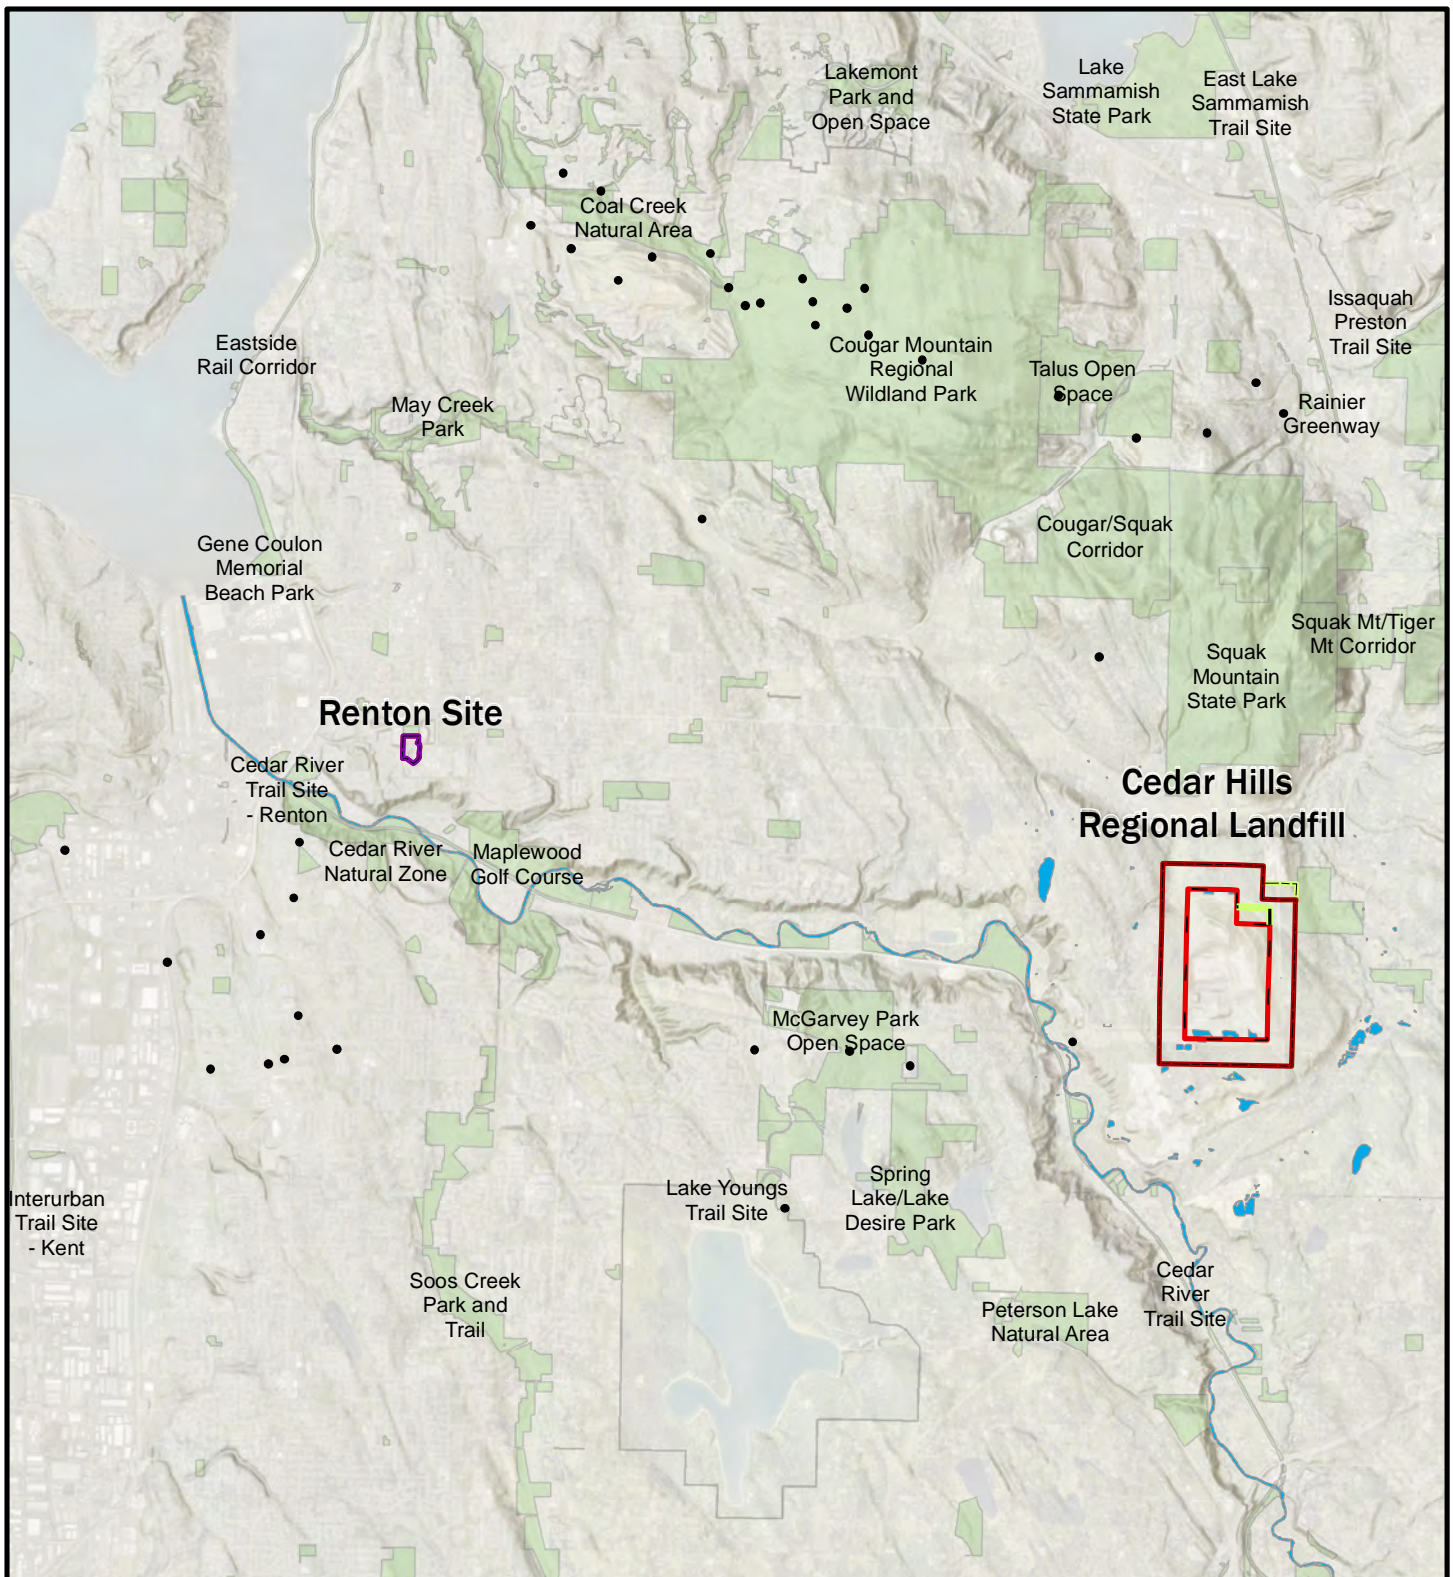 Lakemont
Park and
Open Space
Lake
Sammamish
State Park
East Lake
Sammamish
Trail Site
Coal Creek
Natural Area
Issaquah
Preston
Trail Site
Eastside
Rail Corridor
Cougar Mountain
Regional
Wildland Park
Talus Open
Space
Rainier
Greenway
May Creek
Park
Cougar/Squak
Corridor
Gene Coulon
Memorial
Beach Park
Squak Mt/Tiger
Mt Corridor
Squak
Mountain
State Park
Renton Site
Cedar River
Trail Site
- Renton
Cedar Hills
Regional Landfill
Cedar River
Natural Zone
Maplewood
Golf Course
McGarvey Park
Open Space
Interurban
Trail Site
- Kent
Lake Youngs
Trail Site
Spring
Lake/Lake
Desire Park
Soos Creek
Park and
Trail
Peterson Lake
Natural Area
Cedar
River
Trail Site